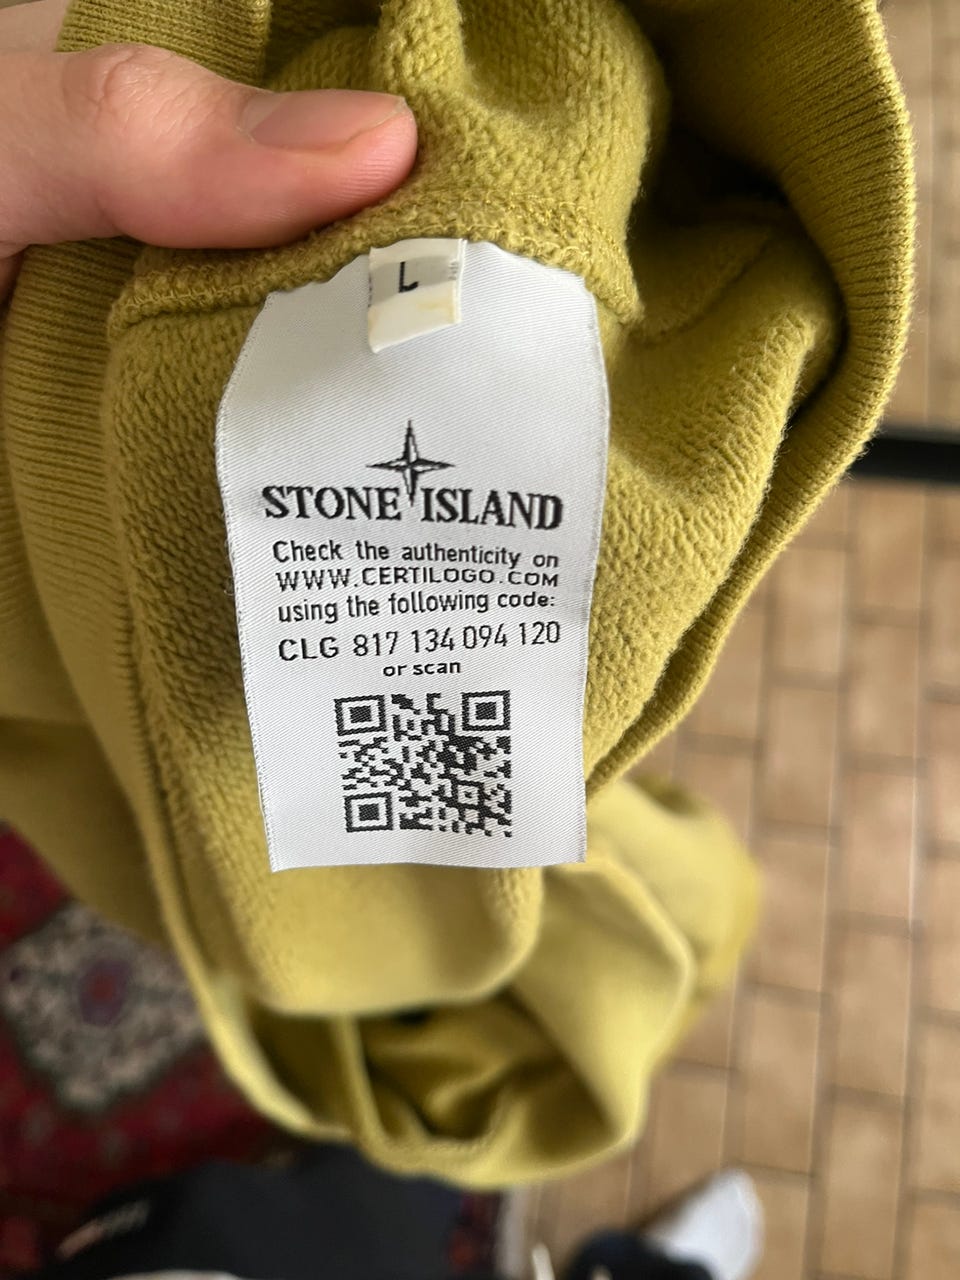 L
STONE ISLAND
Check the authenticity on
WWW.CERTILOGO.COM
using the following code:
CLG 817 134 094 120
or scan